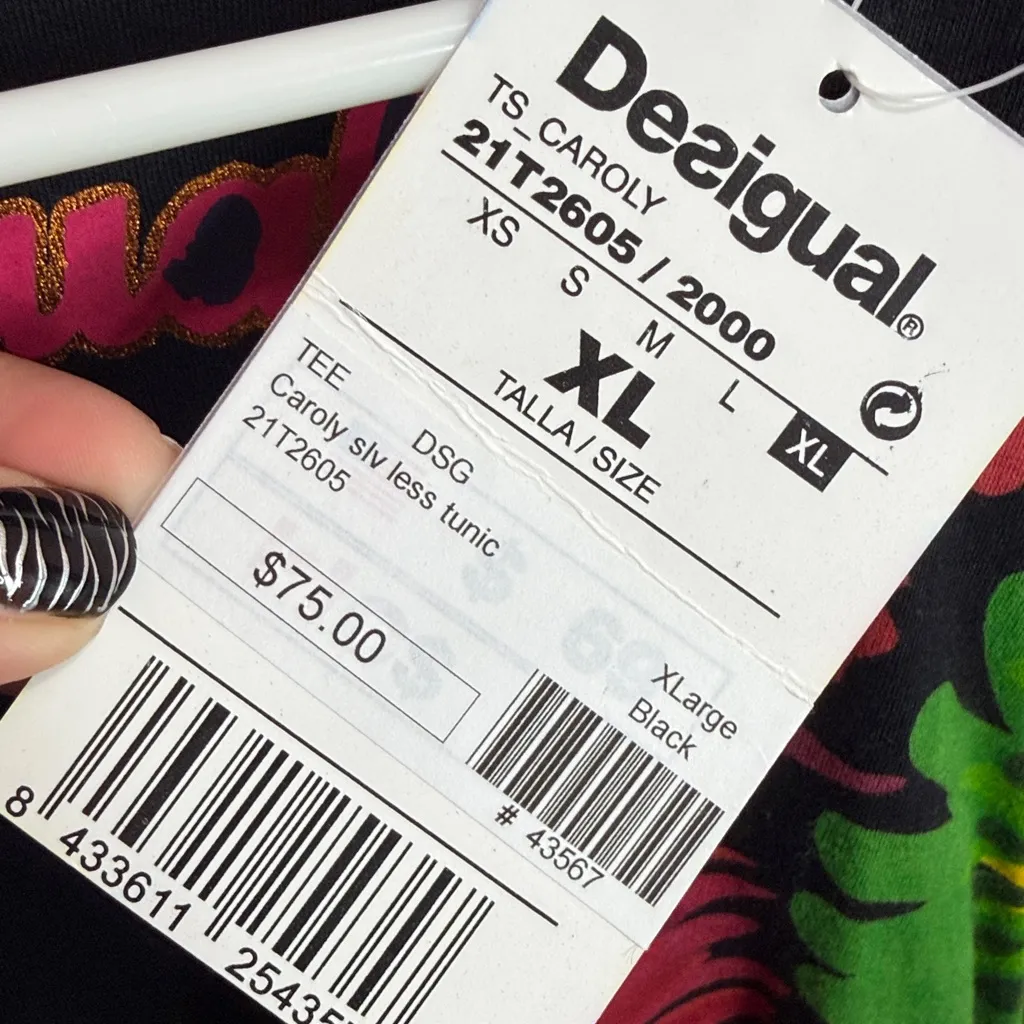 Desigual®
TS_CAROLY
21T2605 / 2000
XS S M L XL
XL
TALLA / SIZE
TEE DSG
Caroly slv less tunic
21T2605
$75.00
XLarge
Black
# 43567
8 433611 25435